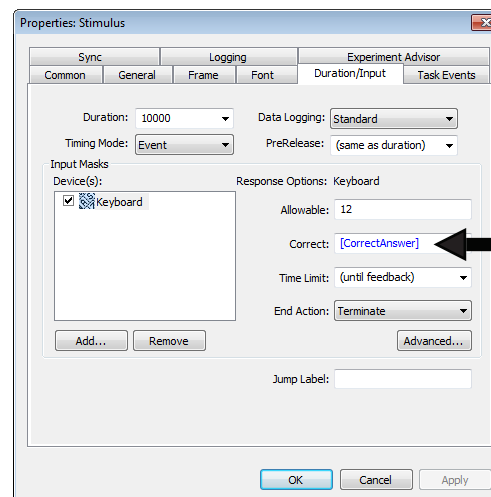 Properties: Stimulus
Sync Logging Experiment Advisor
Common General Frame Font Duration/Input Task Events
Duration: 10000 Data Logging: Standard
Timing Mode: Event PreRelease: (same as duration)
Input Masks
Device(s): Response Options: Keyboard
Keyboard
Allowable: 12
Correct: [CorrectAnswer]
Time Limit: (until feedback)
End Action: Terminate
Add... Remove Advanced...
Jump Label:
OK Cancel Apply